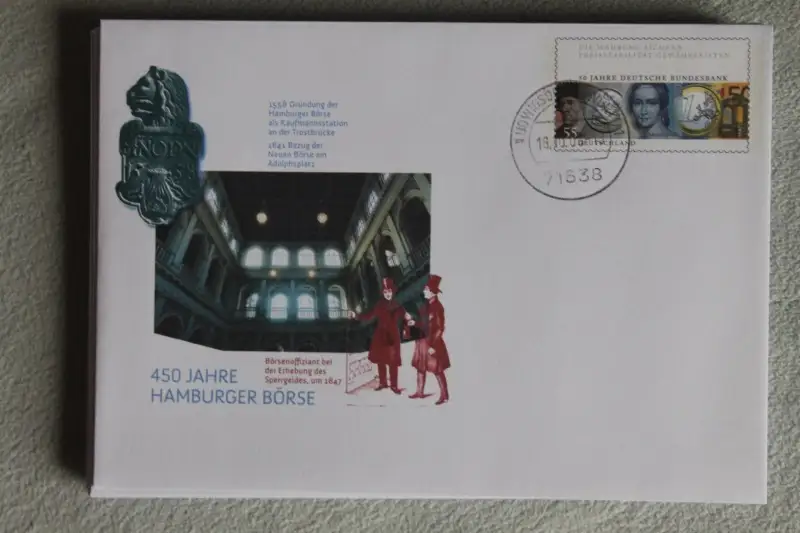 1558 Gründung der
Hamburger Börse
als Kaufmannsstation
an der Trostbrücke
1841 Bezug der
Neuen Börse am
Adolphsplatz
Börsenoffiziant bei
der Erhebung des
Sperrgeldes, um 1847
450 JAHRE
HAMBURGER BÖRSE
50 JAHRE DEUTSCHE BUNDESBANK
55
DEUTSCHLAND
71638